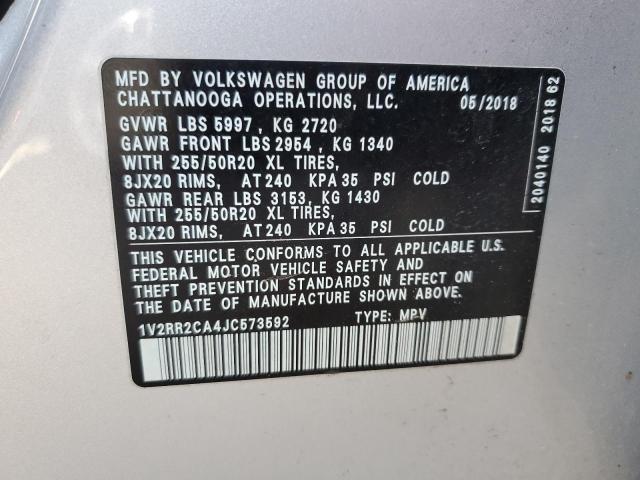 MFD BY VOLKSWAGEN GROUP OF AMERICA
CHATTANOOGA OPERATIONS, LLC. 05/2018
GVWR LBS 5997 , KG 2720
GAWR FRONT LBS 2954 , KG 1340
WITH 255/50R20 XL TIRES,
8JX20 RIMS, AT 240 KPA 35 PSI COLD
GAWR REAR LBS 3153, KG 1430
WITH 255/50R20 XL TIRES,
8JX20 RIMS, AT 240 KPA 35 PSI COLD
THIS VEHICLE CONFORMS TO ALL APPLICABLE U.S.
FEDERAL MOTOR VEHICLE SAFETY AND
THEFT PREVENTION STANDARDS IN EFFECT ON
THE DATE OF MANUFACTURE SHOWN ABOVE.
1V2RR2CA4JC573592 TYPE: MPV
2040140 2018 62